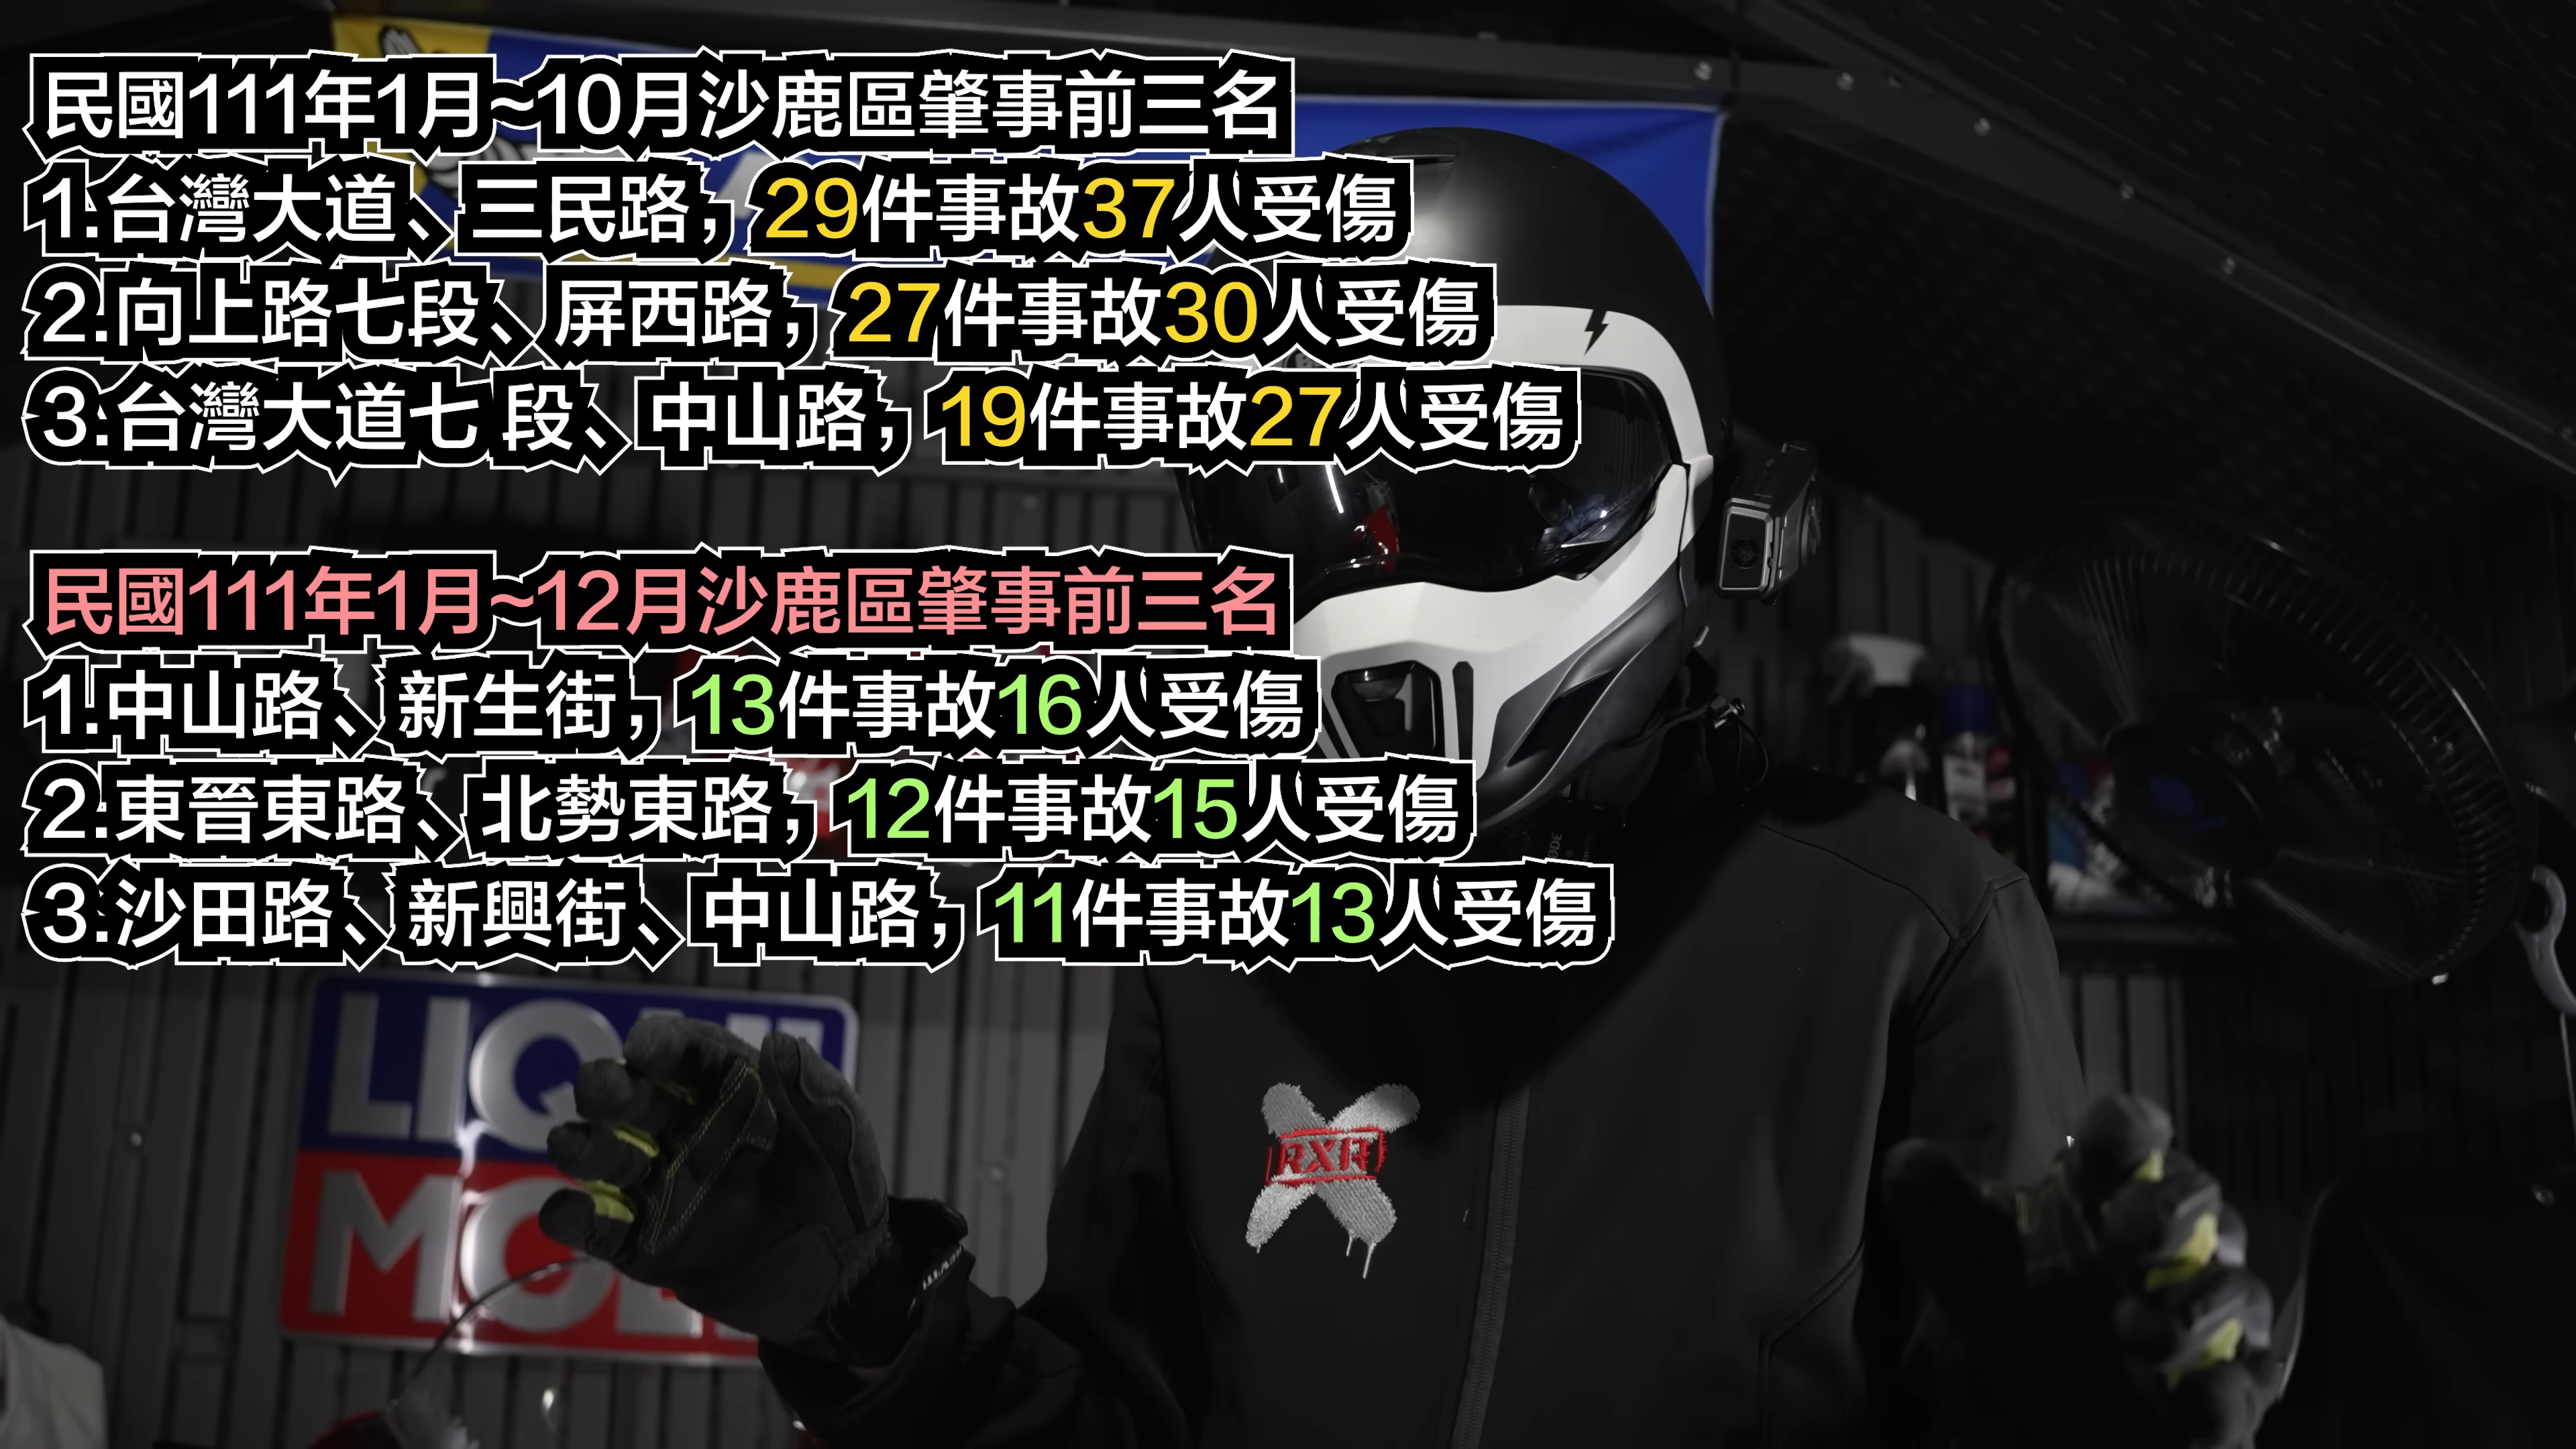 民國111年1月~10月沙鹿區肇事前三名
1.台灣大道、三民路，29件事故37人受傷
2.向上路七段、屏西路，27件事故30人受傷
3.台灣大道七 段、中山路，19件事故27人受傷
民國111年1月~12月沙鹿區肇事前三名
1.中山路、新生街，13件事故16人受傷
2.東晉東路、北勢東路，12件事故15人受傷
3.沙田路、新興街、中山路，11件事故13人受傷
LIQUI
MOLY
RXR